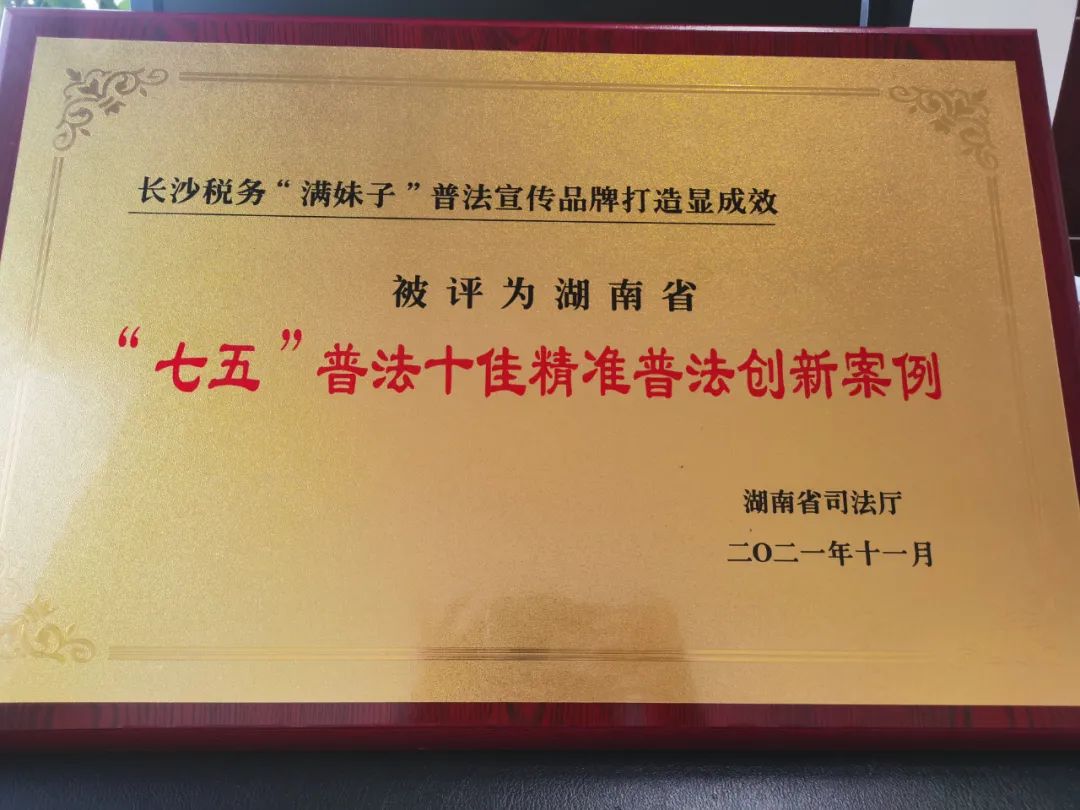 长沙税务“满妹子”普法宣传品牌打造显成效
被评为湖南省
“七五”普法十佳精准普法创新案例
湖南省司法厅
二〇二一年十一月